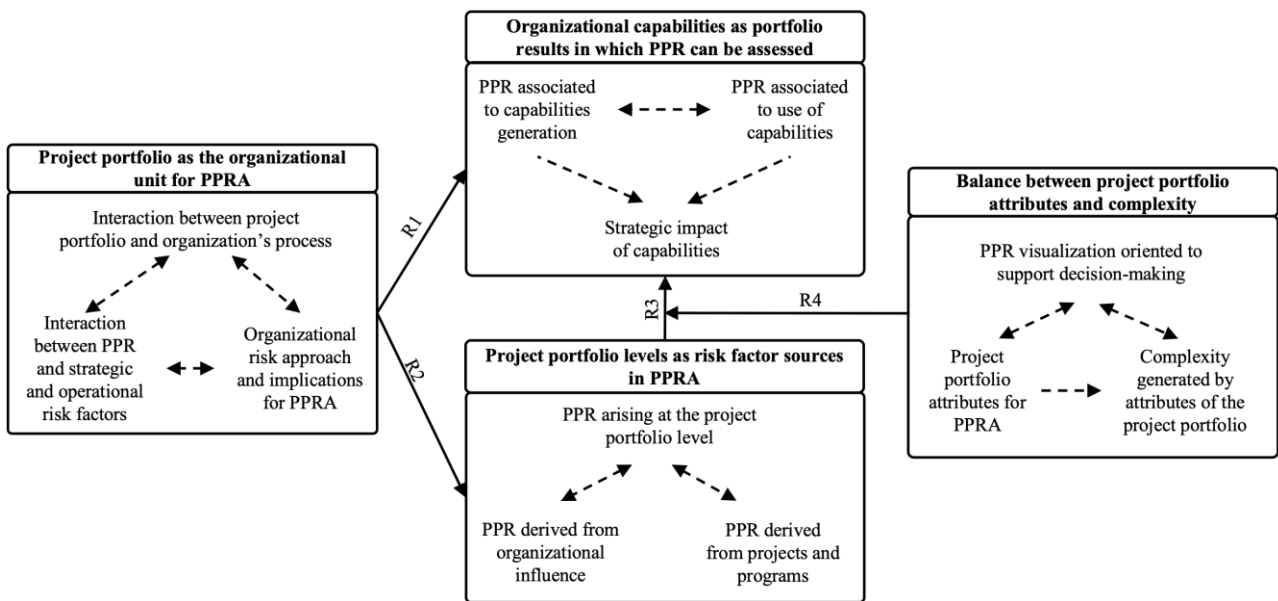 Organizational capabilities as portfolio
results in which PPR can be assessed
PPR associated
to capabilities
generation
PPR associated
to use of
capabilities
Strategic impact
of capabilities
Project portfolio as the organizational
unit for PPRA
Interaction between project
portfolio and organization's process
Interaction
between PPR
and strategic
and operational
risk factors
Organizational
risk approach
and implications
for PPRA
R1
R2
R3
R4
Balance between project portfolio
attributes and complexity
PPR visualization oriented to
support decision-making
Project
portfolio
attributes for
PPRA
Complexity
generated by
attributes of the
project portfolio
Project portfolio levels as risk factor sources
in PPRA
PPR arising at the project
portfolio level
PPR derived from
organizational
influence
PPR derived
from projects and
programs